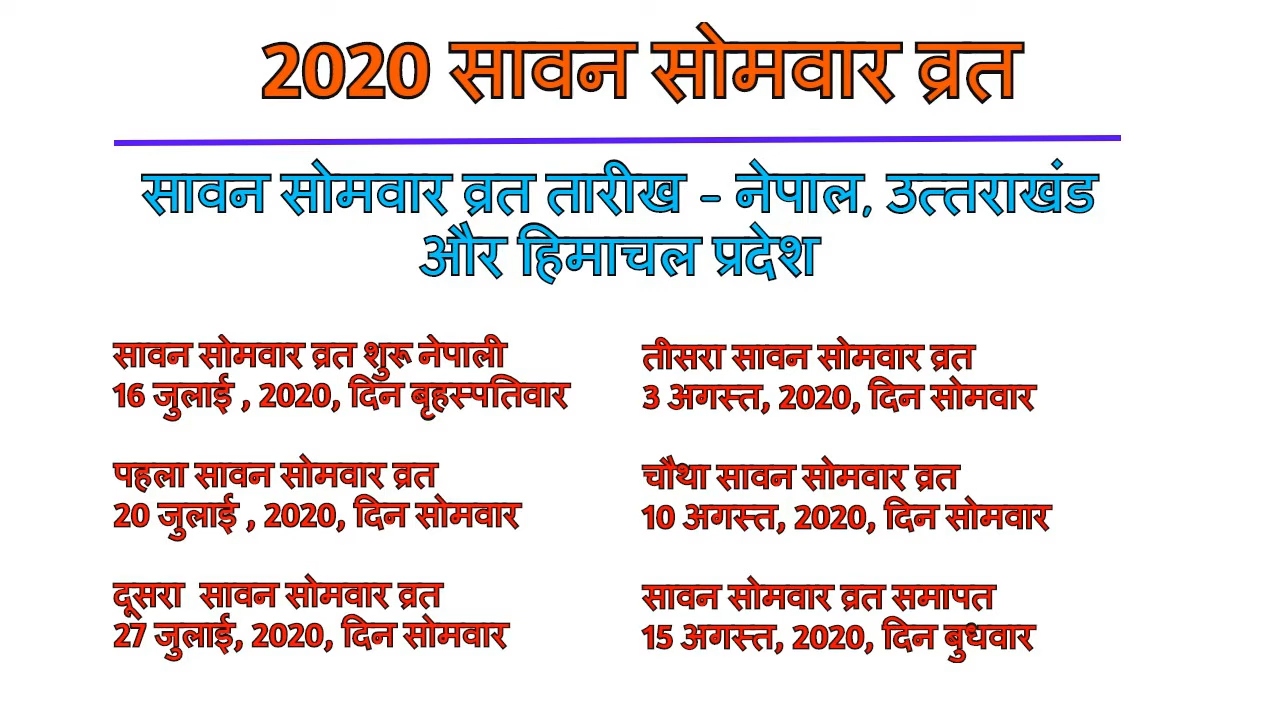 2020 सावन सोमवार व्रत
सावन सोमवार व्रत तारीख - नेपाल, उत्तराखंड
और हिमाचल प्रदेश
सावन सोमवार व्रत शुरू नेपाली
16 जुलाई , 2020, दिन बृहस्पतिवार
पहला सावन सोमवार व्रत
20 जुलाई , 2020, दिन सोमवार
दूसरा  सावन सोमवार व्रत
27 जुलाई, 2020, दिन सोमवार
तीसरा सावन सोमवार व्रत
3 अगस्त, 2020, दिन सोमवार
चौथा सावन सोमवार व्रत
10 अगस्त, 2020, दिन सोमवार
सावन सोमवार व्रत समापत
15 अगस्त, 2020, दिन बुधवार